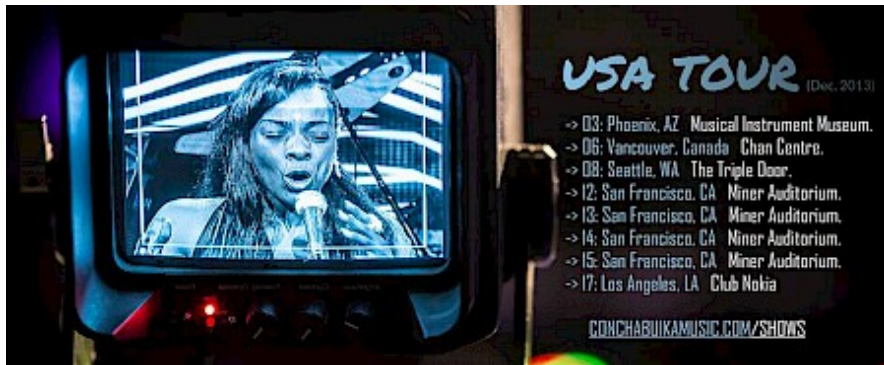 USA TOUR (Dec. 2013)
-> 03: Phoenix, AZ Musical Instrument Museum.
-> 06: Vancouver, Canada Chan Centre.
-> 08: Seattle, WA The Triple Door.
-> 12: San Francisco, CA Miner Auditorium.
-> 13: San Francisco, CA Miner Auditorium.
-> 14: San Francisco, CA Miner Auditorium.
-> 15: San Francisco, CA Miner Auditorium.
-> 17: Los Angeles, LA Club Nokia
CONCHABUIKAMUSIC.COM/SHOWS